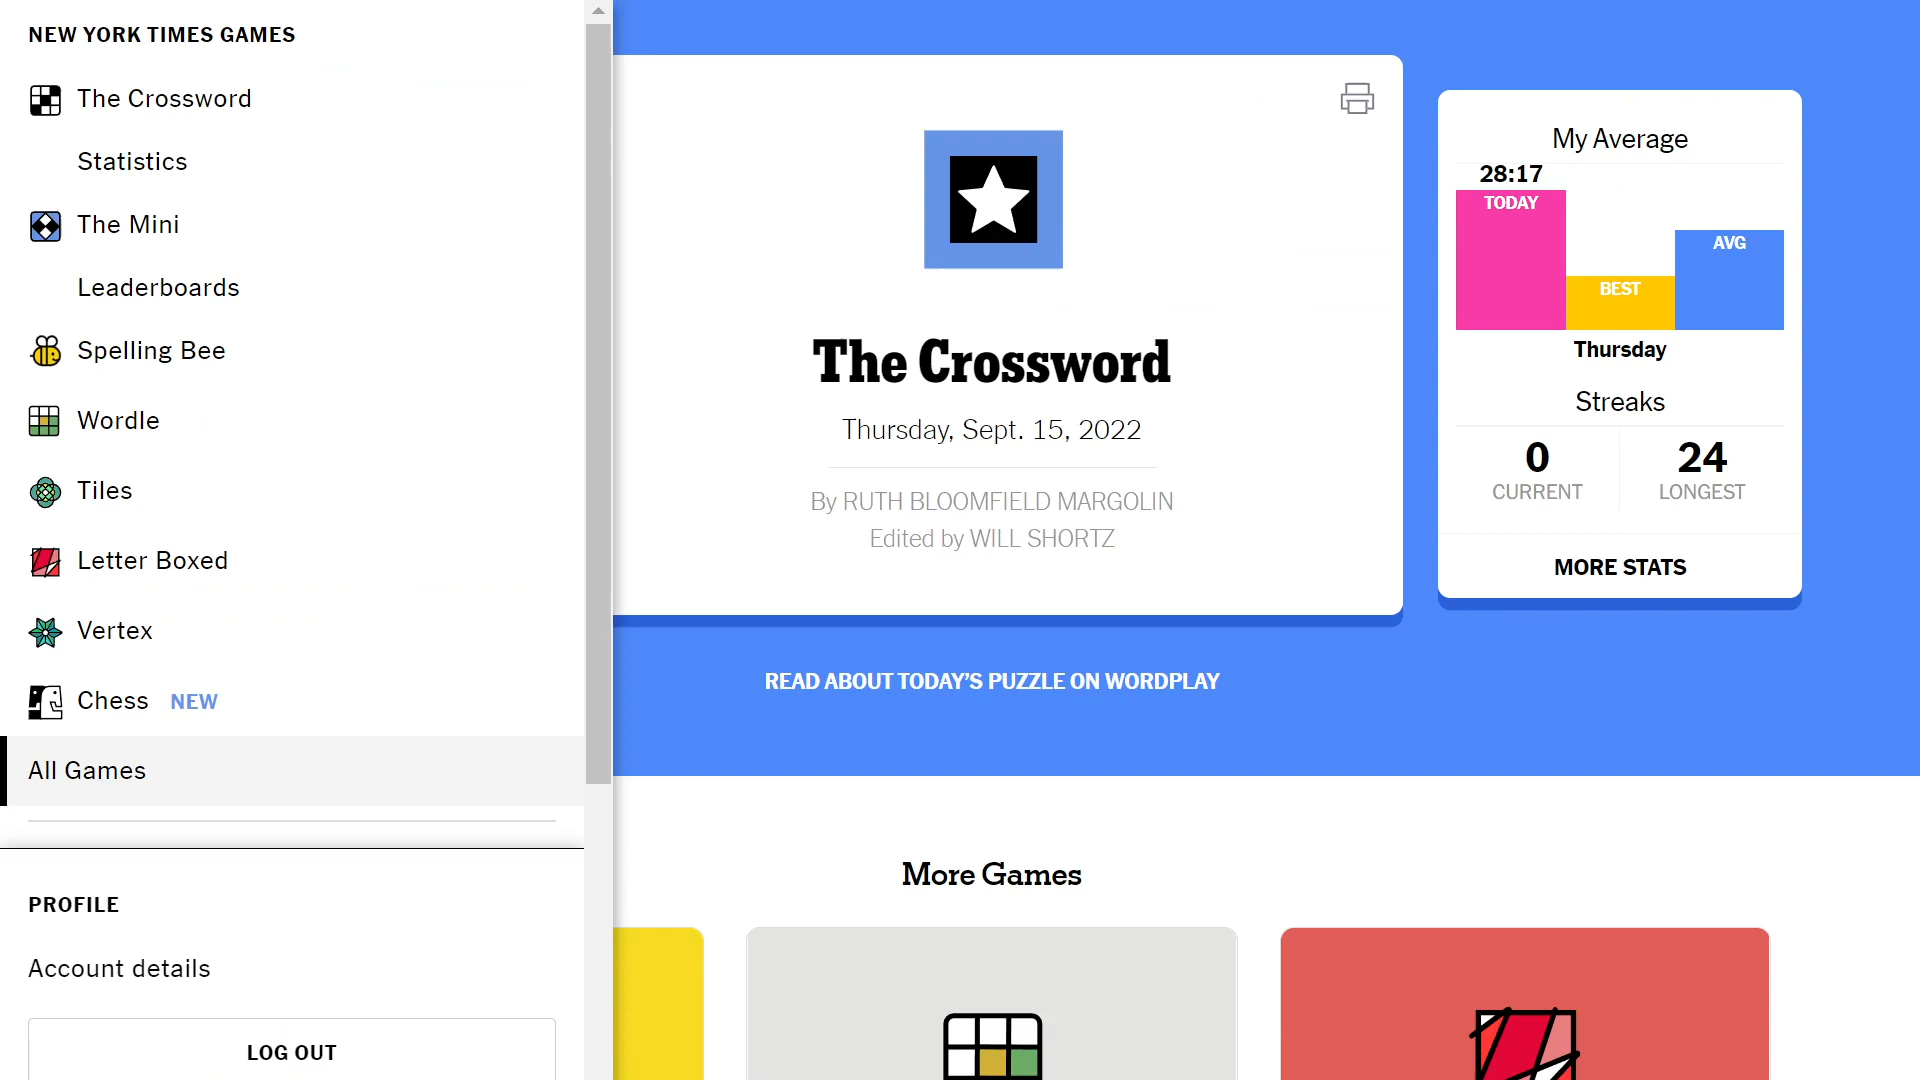 NEW YORK TIMES GAMES
The Crossword
Statistics
The Mini
Leaderboards
Spelling Bee
Wordle
Tiles
Letter Boxed
Vertex
Chess NEW
All Games
PROFILE
Account details
LOG OUT
The Crossword
Thursday, Sept. 15, 2022
By RUTH BLOOMFIELD MARGOLIN
Edited by WILL SHORTZ
READ ABOUT TODAY’S PUZZLE ON WORDPLAY
My Average
28:17
TODAY
BEST
AVG
Thursday
Streaks
0 24
CURRENT LONGEST
MORE STATS
More Games